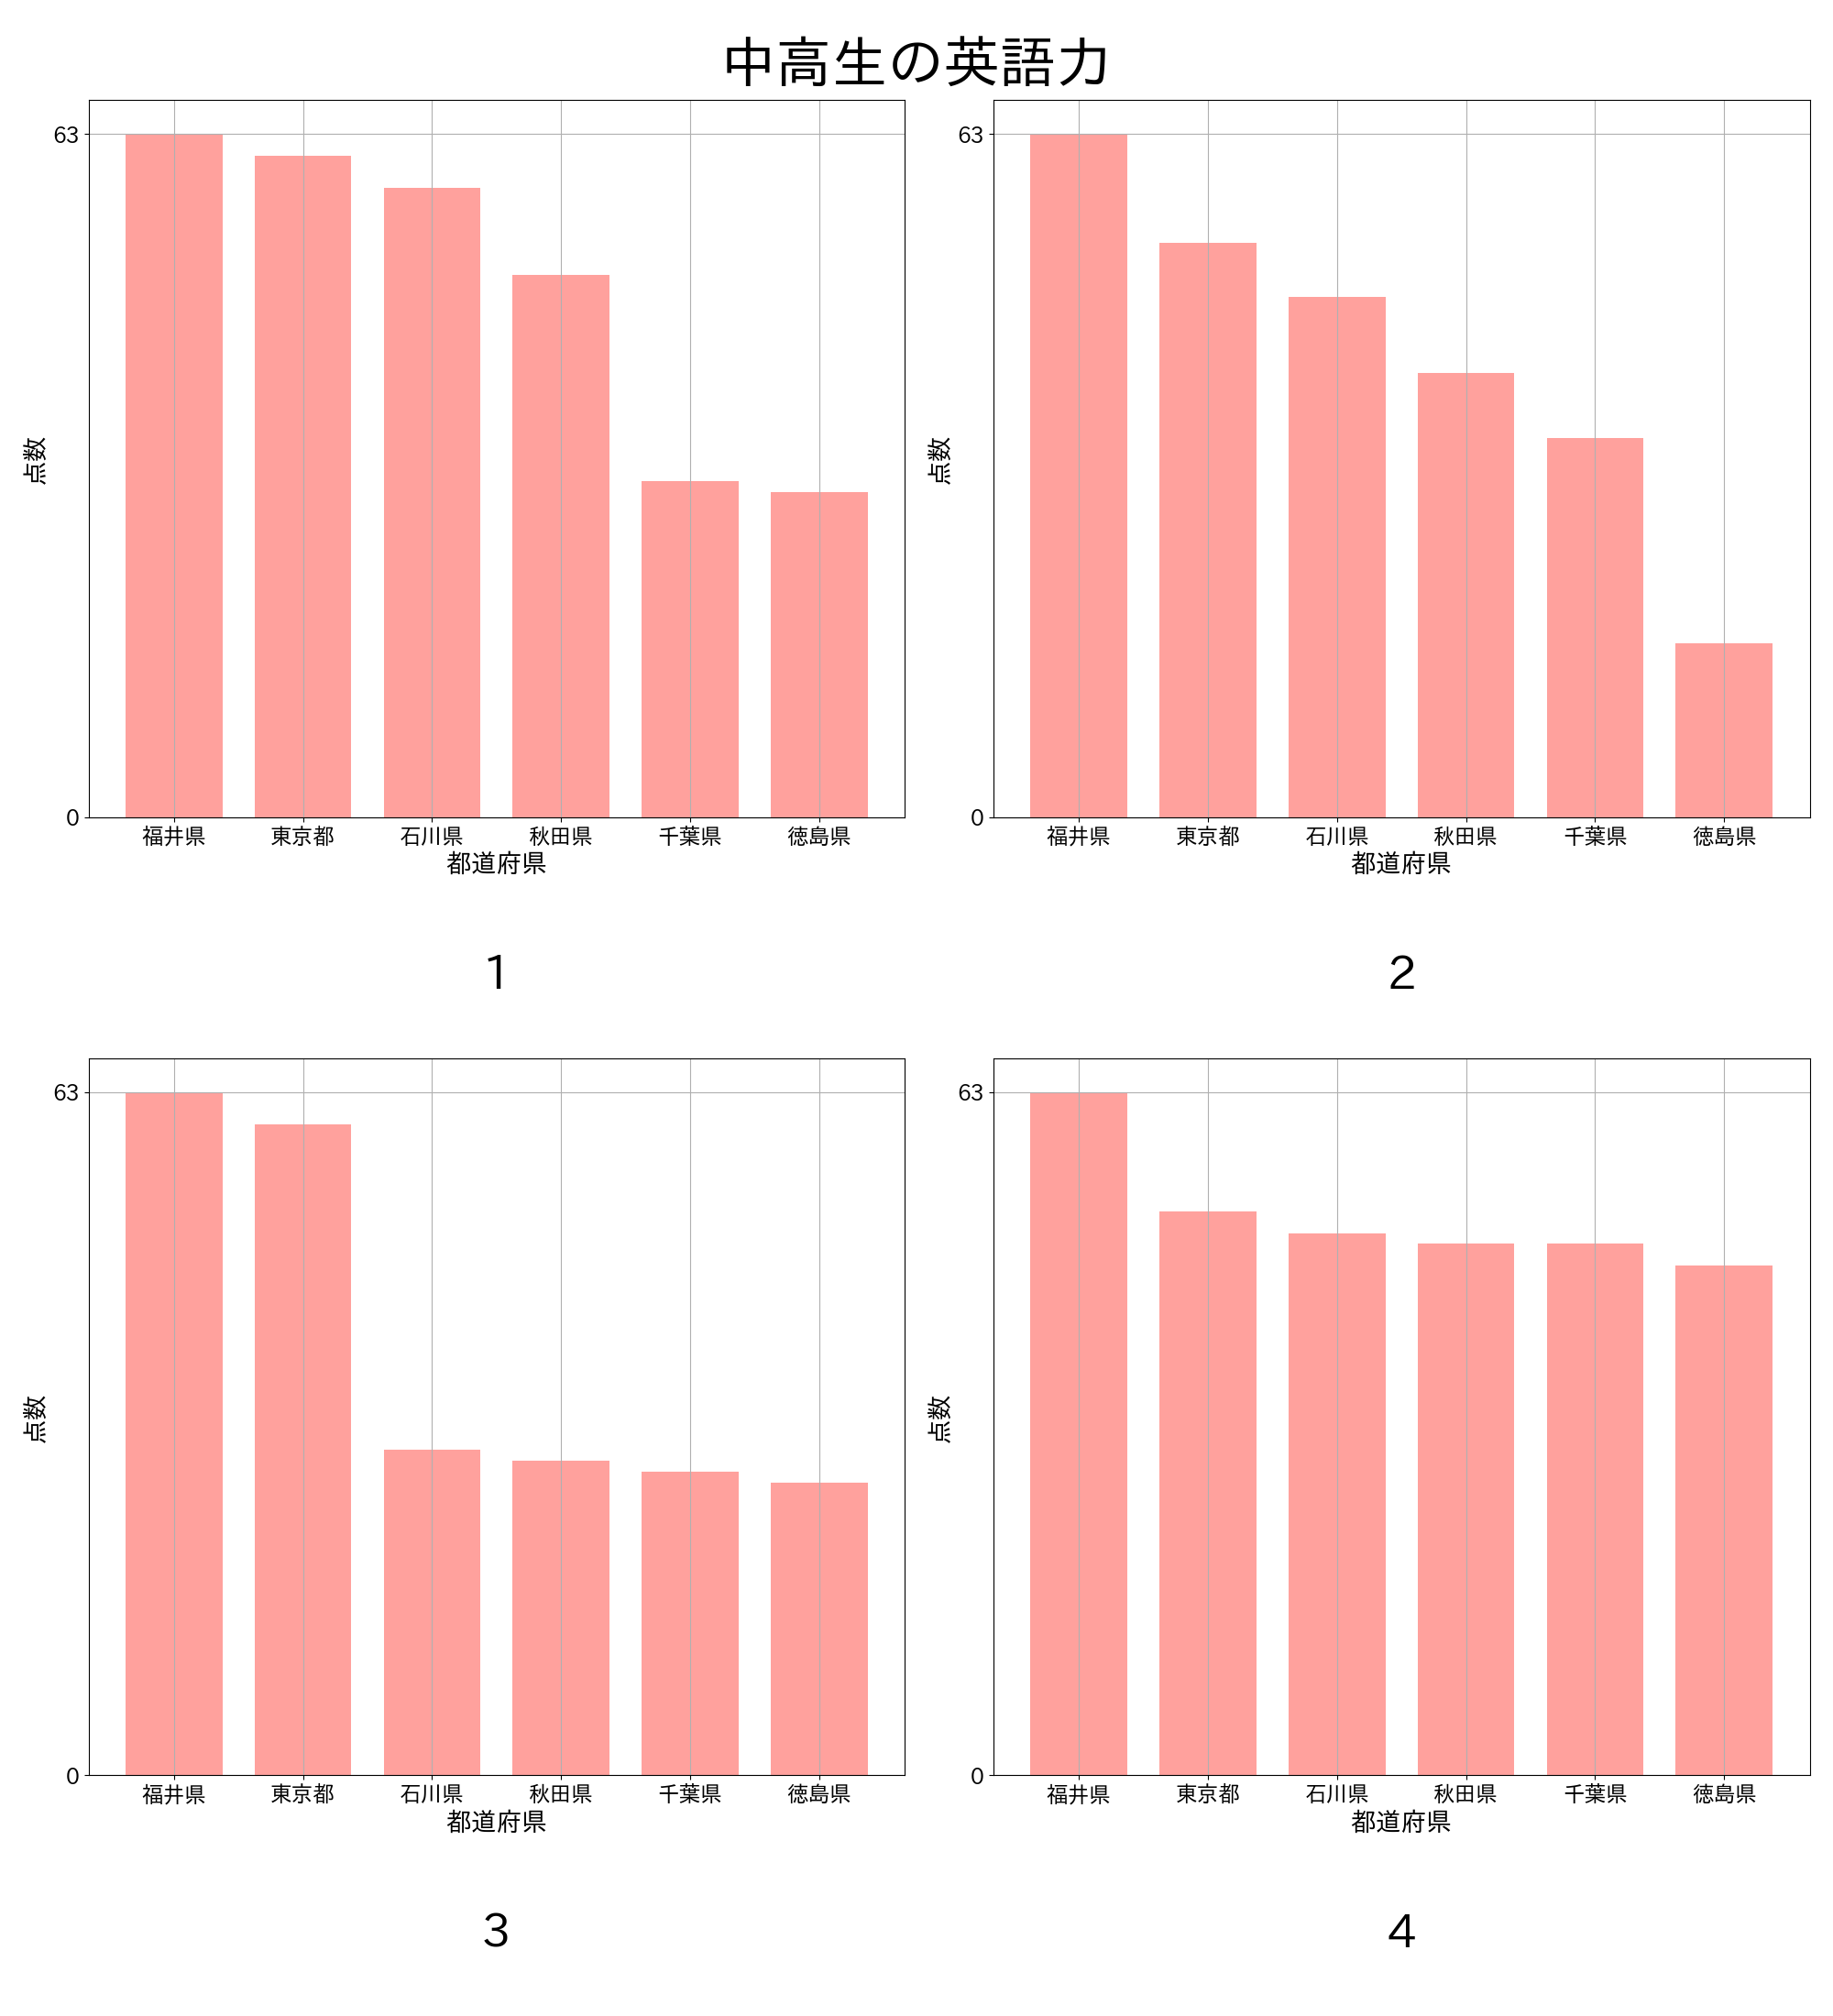 中高生の英語力
63
点数
0
福井県 東京都 石川県 秋田県 千葉県 徳島県
都道府県
1
63
点数
0
福井県 東京都 石川県 秋田県 千葉県 徳島県
都道府県
2
63
点数
0
福井県 東京都 石川県 秋田県 千葉県 徳島県
都道府県
3
63
点数
0
福井県 東京都 石川県 秋田県 千葉県 徳島県
都道府県
4